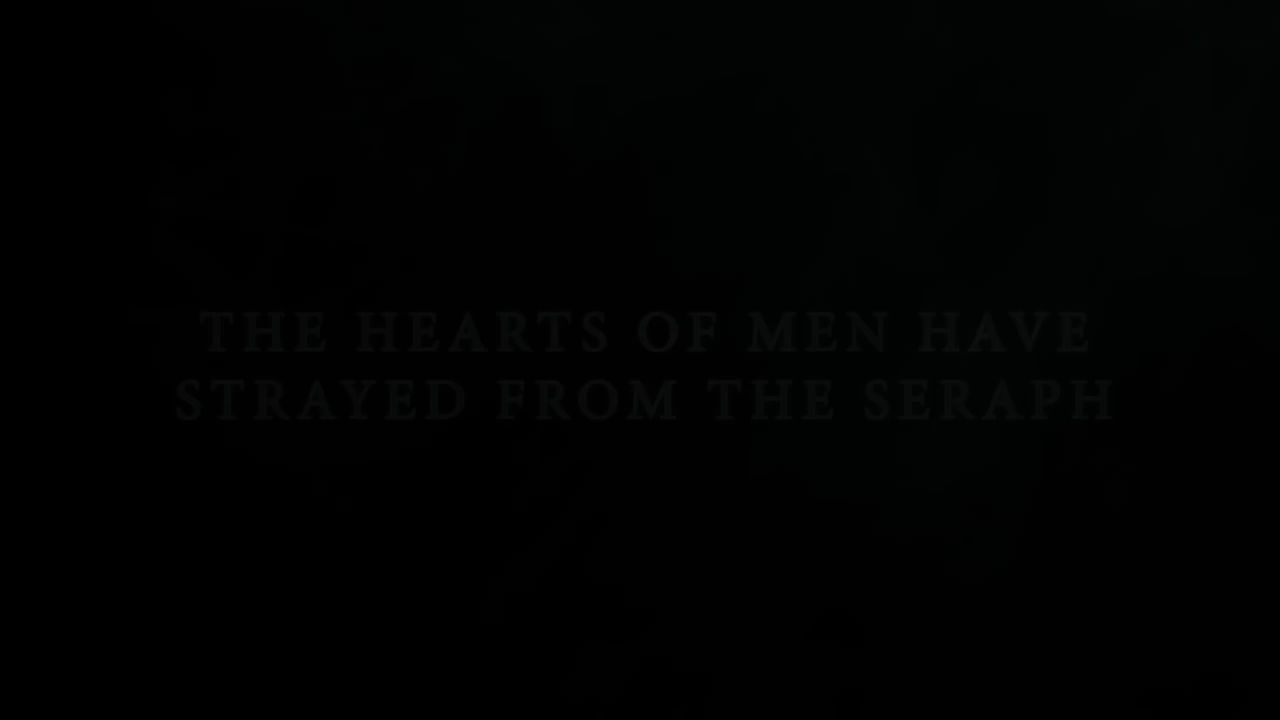 THE HEARTS OF MEN HAVE
STRAYED FROM THE SERAPH